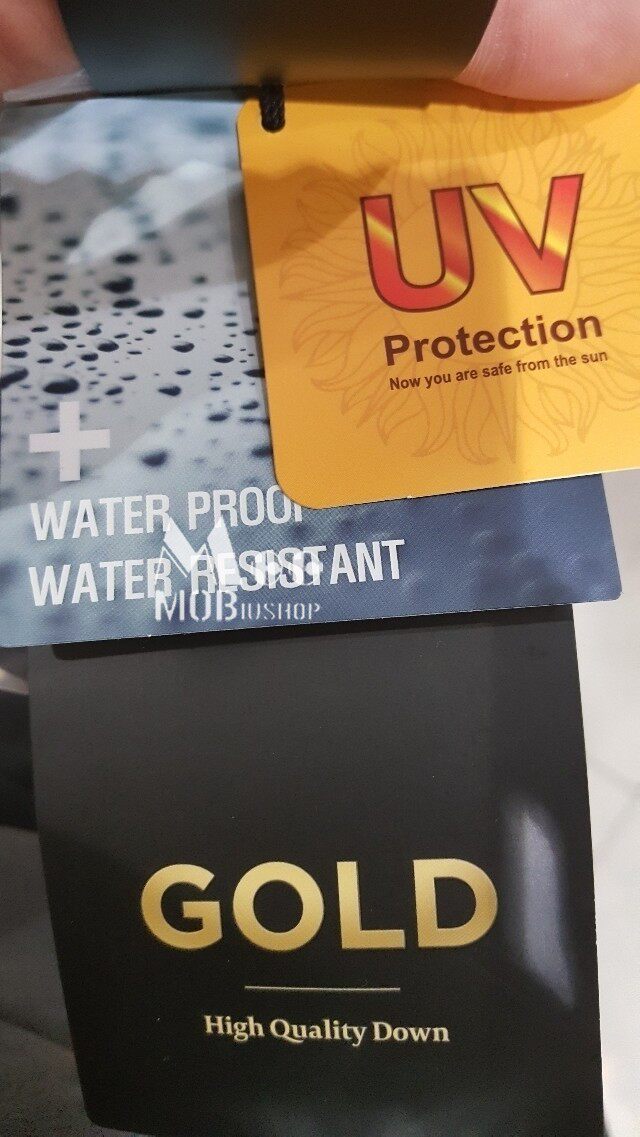 UV
Protection
Now you are safe from the sun
WATER PROOF
WATER RESISTANT
MOBIUSHOP
GOLD
High Quality Down